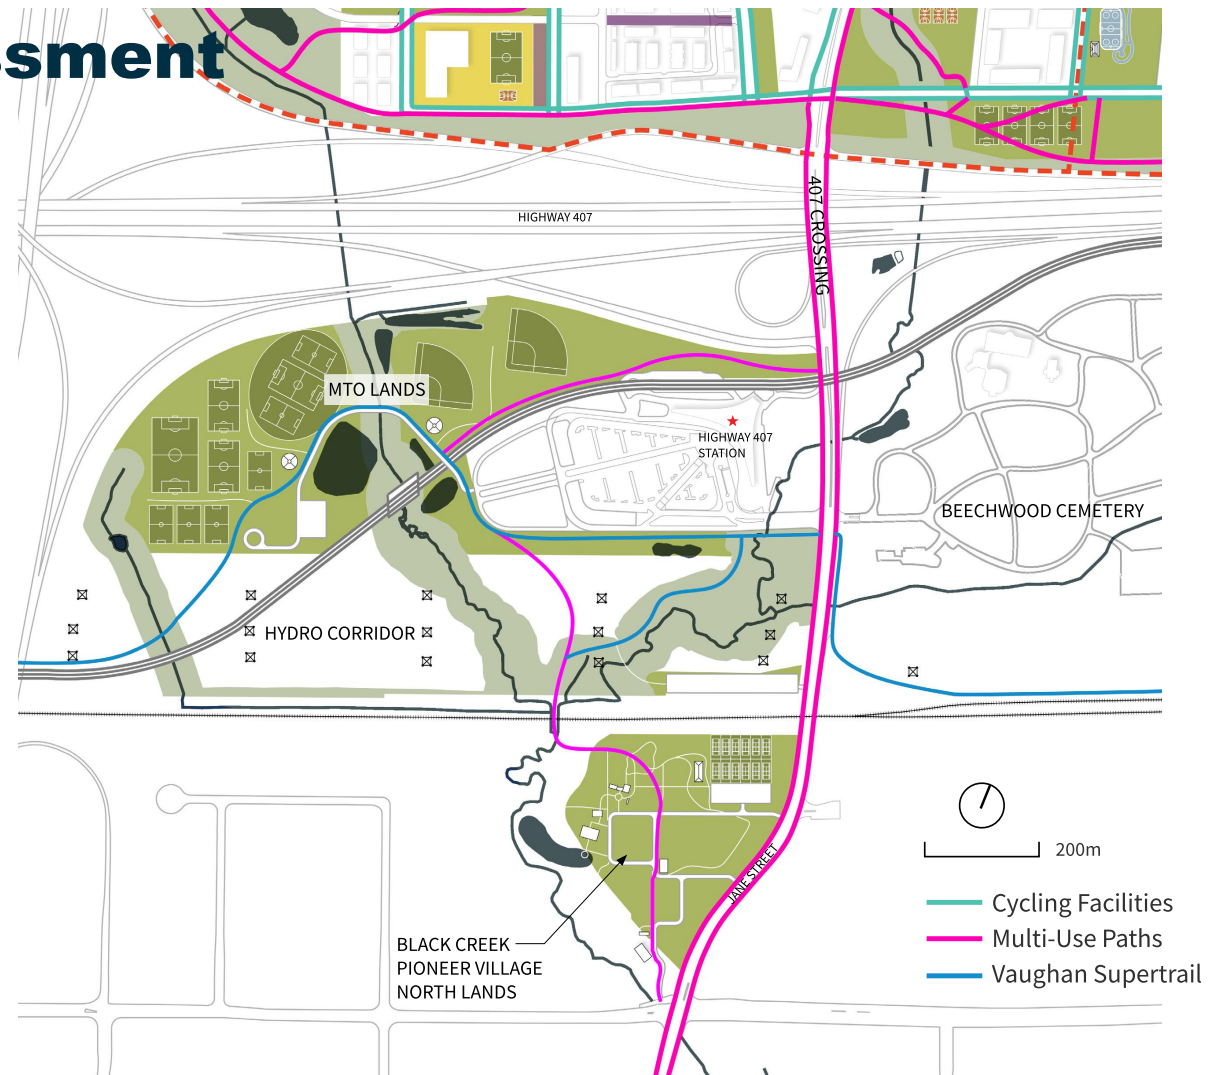 ssment
HIGHWAY 407
407 CROSSING
MTO LANDS
HIGHWAY 407
STATION
BEECHWOOD CEMETERY
HYDRO CORRIDOR
JANE STREET
200m
Cycling Facilities
Multi-Use Paths
Vaughan Supertrail
BLACK CREEK
PIONEER VILLAGE
NORTH LANDS